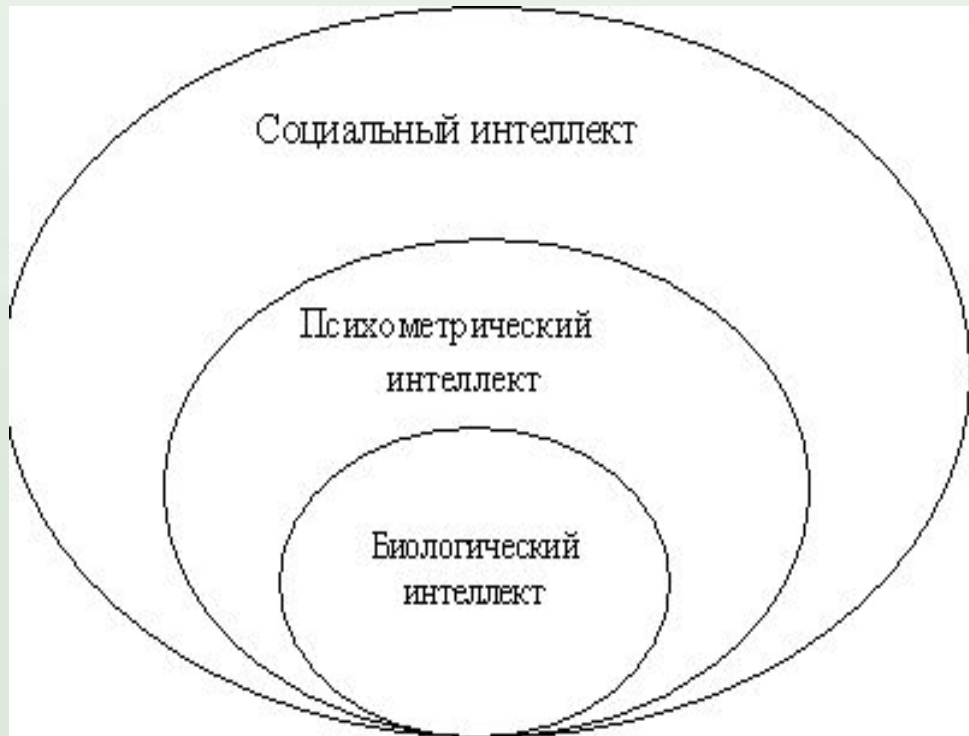 Социальный интеллект
Психометрический
интеллект
Биологический
интеллект